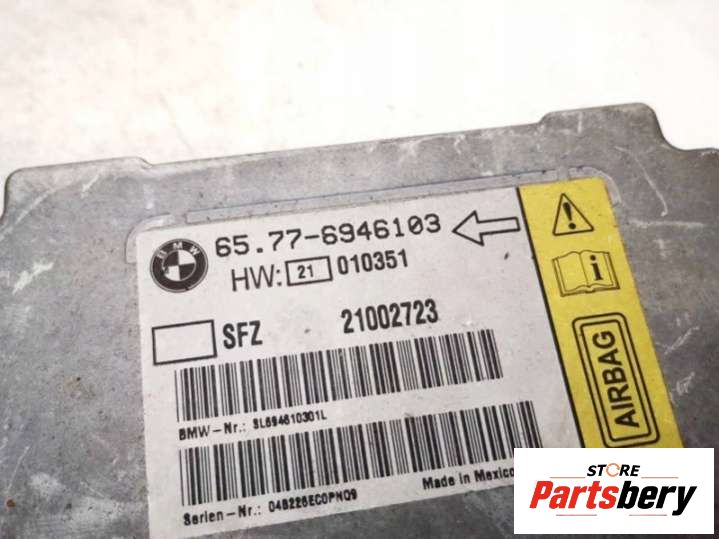 BMW
65.77-6946103
HW: 21 010351
SFZ 21002723
BMW-Nr.: SL694610301L
Serien-Nr.: 048226EC0PNQ9
Made in Mexico
AIRBAG
STORE
Partsbery